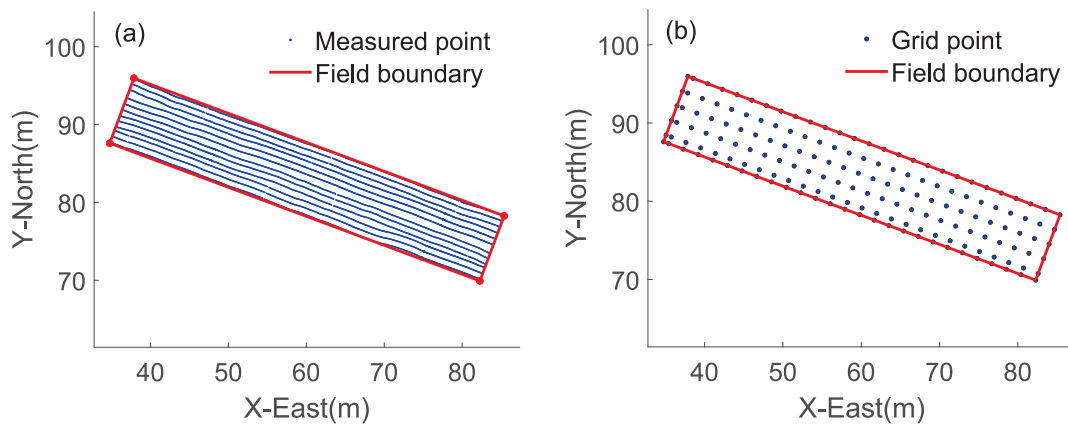 (a)
Measured point
Field boundary
100
90
80
70
Y-North(m)
40 50 60 70 80
X-East(m)
(b)
Grid point
Field boundary
100
90
80
70
Y-North(m)
40 50 60 70 80
X-East(m)